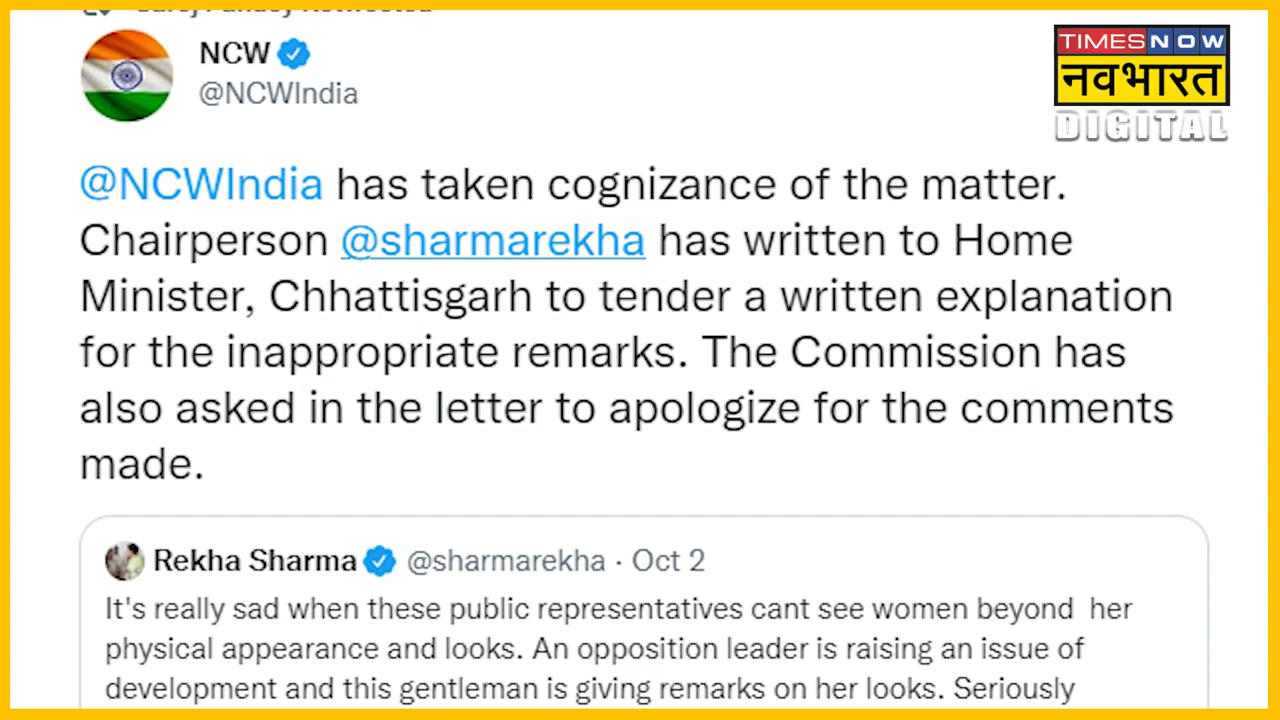 NCW
@NCWIndia
TIMES NOW
नवभारत
DIGITAL
@NCWIndia has taken cognizance of the matter.
Chairperson @sharmarekha has written to Home
Minister, Chhattisgarh to tender a written explanation
for the inappropriate remarks. The Commission has
also asked in the letter to apologize for the comments
made.
Rekha Sharma @sharmarekha · Oct 2
It's really sad when these public representatives cant see women beyond her
physical appearance and looks. An opposition leader is raising an issue of
development and this gentleman is giving remarks on her looks. Seriously